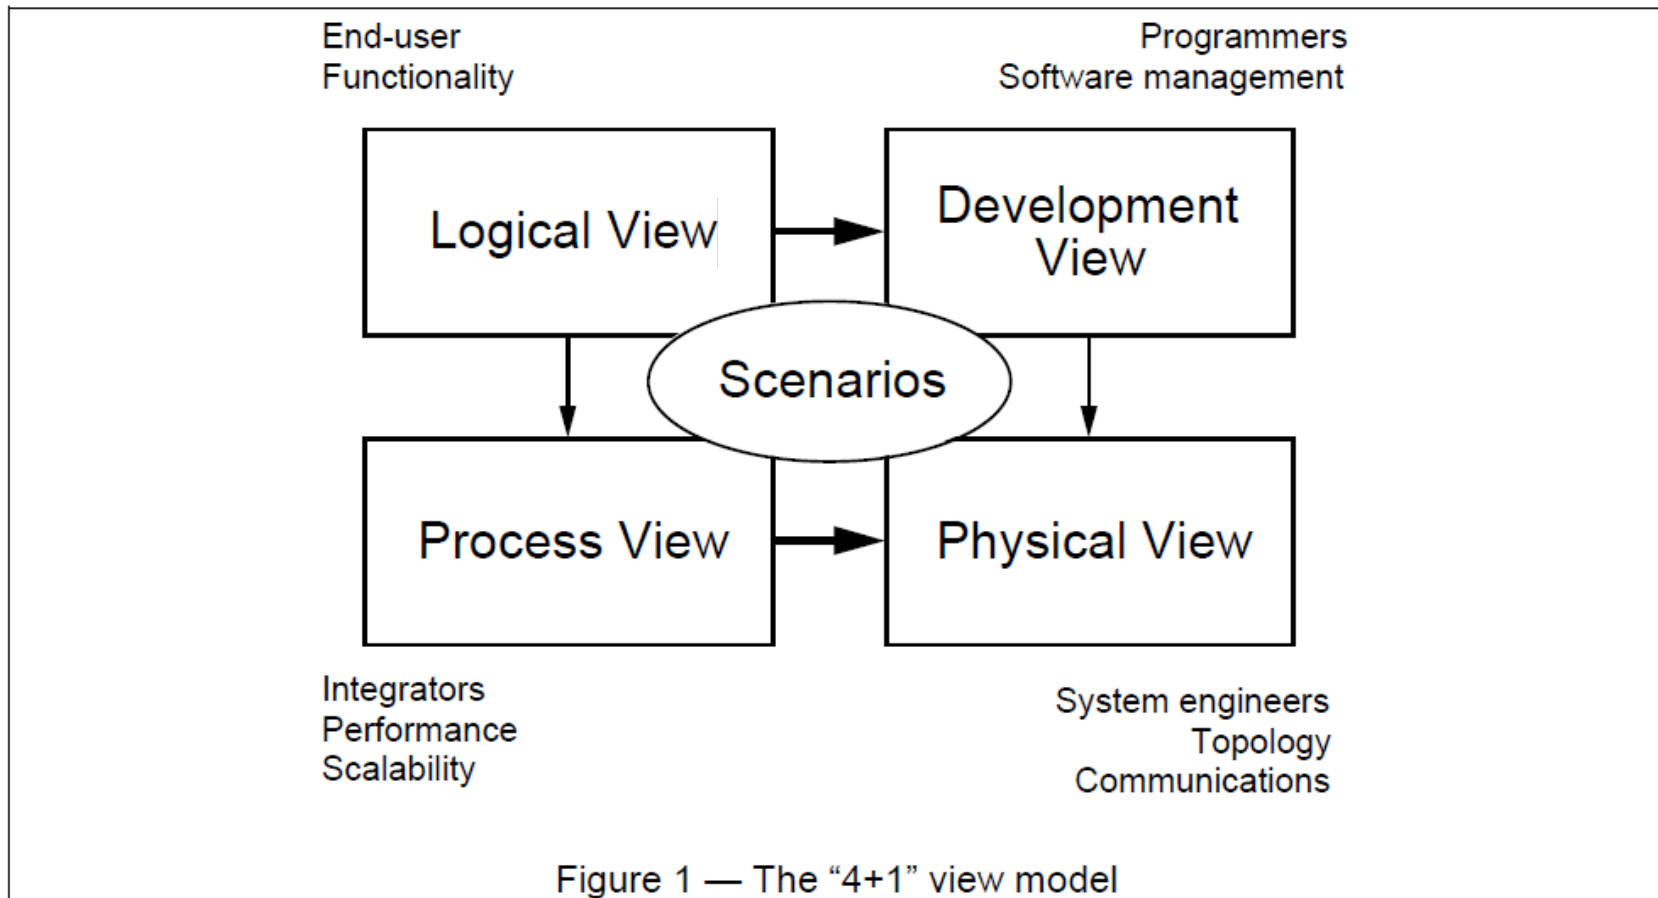 End-user
Functionality
Programmers
Software management
Logical View
Development
View
Scenarios
Process View
Physical View
Integrators
Performance
Scalability
System engineers
Topology
Communications
Figure 1 — The “4+1” view model